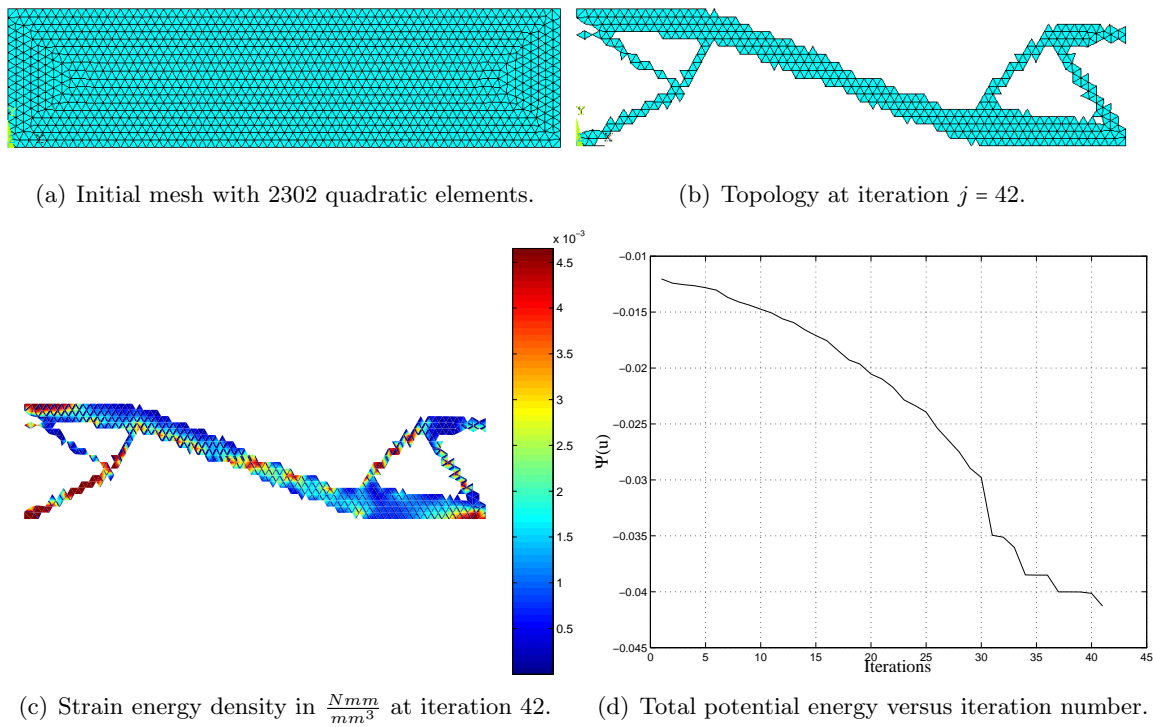 Y
X
(a) Initial mesh with 2302 quadratic elements.
Y
X
(b) Topology at iteration j = 42.
x 10⁻³
4.5
4
3.5
3
2.5
2
1.5
1
0.5
(c) Strain energy density in Nmm/mm³ at iteration 42.
−0.01
−0.015
−0.02
−0.025
−0.03
−0.035
−0.04
−0.045
Ψ(u)
0 5 10 15 20 25 30 35 40 45
Iterations
(d) Total potential energy versus iteration number.